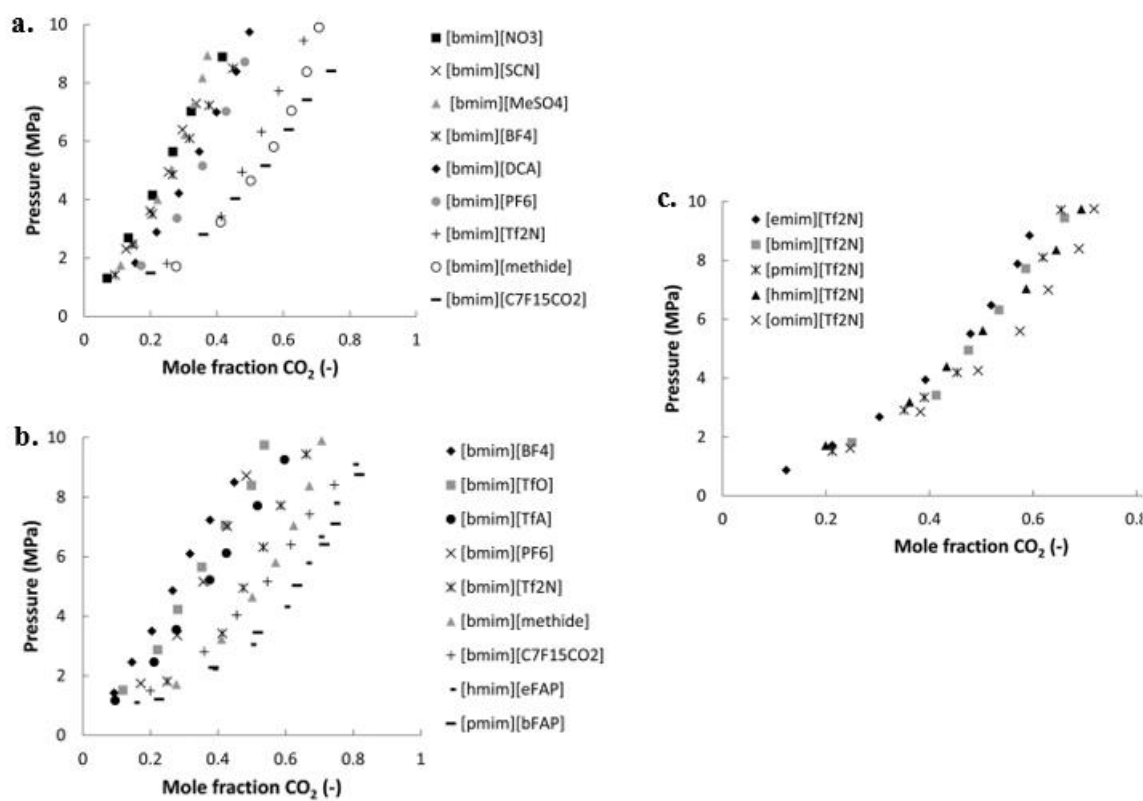 a.
10
8
6
4
2
0
Pressure (MPa)
0
0.2
0.4
0.6
0.8
1
Mole fraction CO2 (-)
[bmim][NO3]
[bmim][SCN]
[bmim][MeSO4]
[bmim][BF4]
[bmim][DCA]
[bmim][PF6]
[bmim][Tf2N]
[bmim][methide]
[bmim][C7F15CO2]
b.
10
8
6
4
2
0
Pressure (MPa)
0
0.2
0.4
0.6
0.8
1
Mole fraction CO2 (-)
[bmim][BF4]
[bmim][TfO]
[bmim][TfA]
[bmim][PF6]
[bmim][Tf2N]
[bmim][methide]
[bmim][C7F15CO2]
[hmim][eFAP]
[pmim][bFAP]
c.
10
8
6
4
2
0
Pressure (MPa)
0
0.2
0.4
0.6
0.8
Mole fraction CO2 (-)
[emim][Tf2N]
[bmim][Tf2N]
[pmim][Tf2N]
[hmim][Tf2N]
[omim][Tf2N]